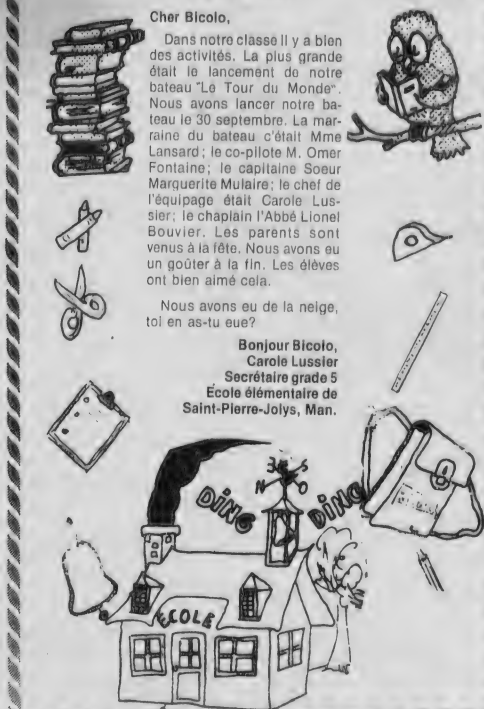 Cher Bicolo,
Dans notre classe il y a bien
des activités. La plus grande
était le lancement de notre
bateau "Le Tour du Monde".
Nous avons lancer notre ba-
teau le 30 septembre. La mar-
raine du bateau c'était Mme
Lansard; le co-pilote M. Omer
Fontaine; le capitaine Soeur
Marguerite Mulaire; le chef de
l'équipage était Carole Lus-
sier; le chaplain l'Abbé Lionel
Bouvier. Les parents sont
venus à la fête. Nous avons eu
un goûter à la fin. Les élèves
ont bien aimé cela.
Nous avons eu de la neige,
toi en as-tu eue?
Bonjour Bicolo,
Carole Lussier
Secrétaire grade 5
École élémentaire de
Saint-Pierre-Jolys, Man.
E S
N O
DING DING
ÉCOLE